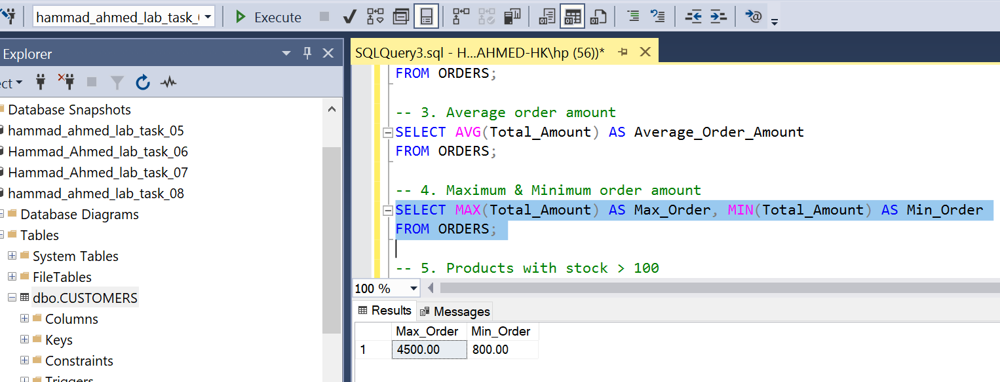 hammad_ahmed_lab_task_(
Execute
Explorer
ect
Database Snapshots
hammad_ahmed_lab_task_05
Hammad_Ahmed_lab_task_06
Hammad_Ahmed_lab_task_07
hammad_ahmed_lab_task_08
Database Diagrams
Tables
System Tables
FileTables
dbo.CUSTOMERS
Columns
Keys
Constraints
Triggers
SQLQuery3.sql - H...AHMED-HK\hp (56))*
FROM ORDERS;
-- 3. Average order amount
SELECT AVG(Total_Amount) AS Average_Order_Amount
FROM ORDERS;
-- 4. Maximum & Minimum order amount
SELECT MAX(Total_Amount) AS Max_Order, MIN(Total_Amount) AS Min_Order
FROM ORDERS;
-- 5. Products with stock > 100
100 %
Results Messages
Max_Order Min_Order
1 4500.00 800.00